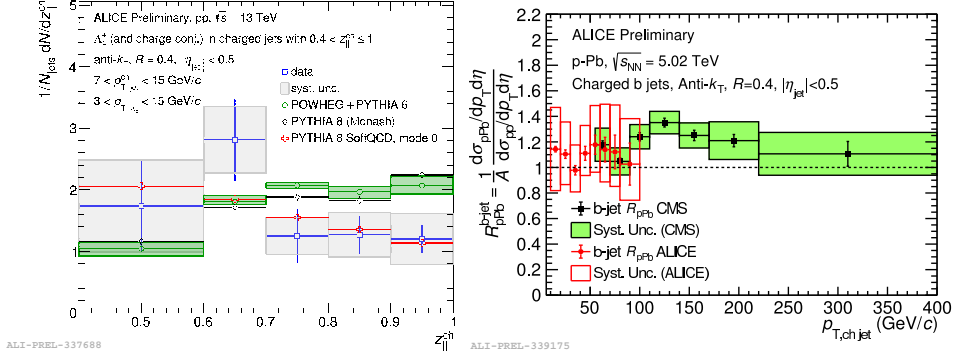 ALICE Preliminary, pp, √s = 13 TeV
Λc+ (and charge conj.) in charged jets with 0.4 < z||ch ≤ 1
anti-kT, R = 0.4, |ηjet| < 0.5
7 < pT,jetch < 15 GeV/c
3 < pT,Λc < 15 GeV/c
data
syst. unc.
POWHEG + PYTHIA 6
PYTHIA 8 (Monash)
PYTHIA 8 SoftQCD, mode 0
1/Njets dN/dz||ch
5
4
3
2
1
0
0.5
0.6
0.7
0.8
0.9
1
z||ch
ALI-PREL-337688
ALICE Preliminary
p-Pb, √sNN = 5.02 TeV
Charged b jets, Anti-kT, R=0.4, |ηjet|<0.5
RpPbb-jet = 1/A dσpPb/dpTdη / dσpp/dpTdη
2.2
2
1.8
1.6
1.4
1.2
1
0.8
0.6
0.4
0.2
0
b-jet RpPb CMS
Syst. Unc. (CMS)
b-jet RpPb ALICE
Syst. Unc. (ALICE)
50
100
150
200
250
300
350
400
pT,ch jet (GeV/c)
ALI-PREL-339175